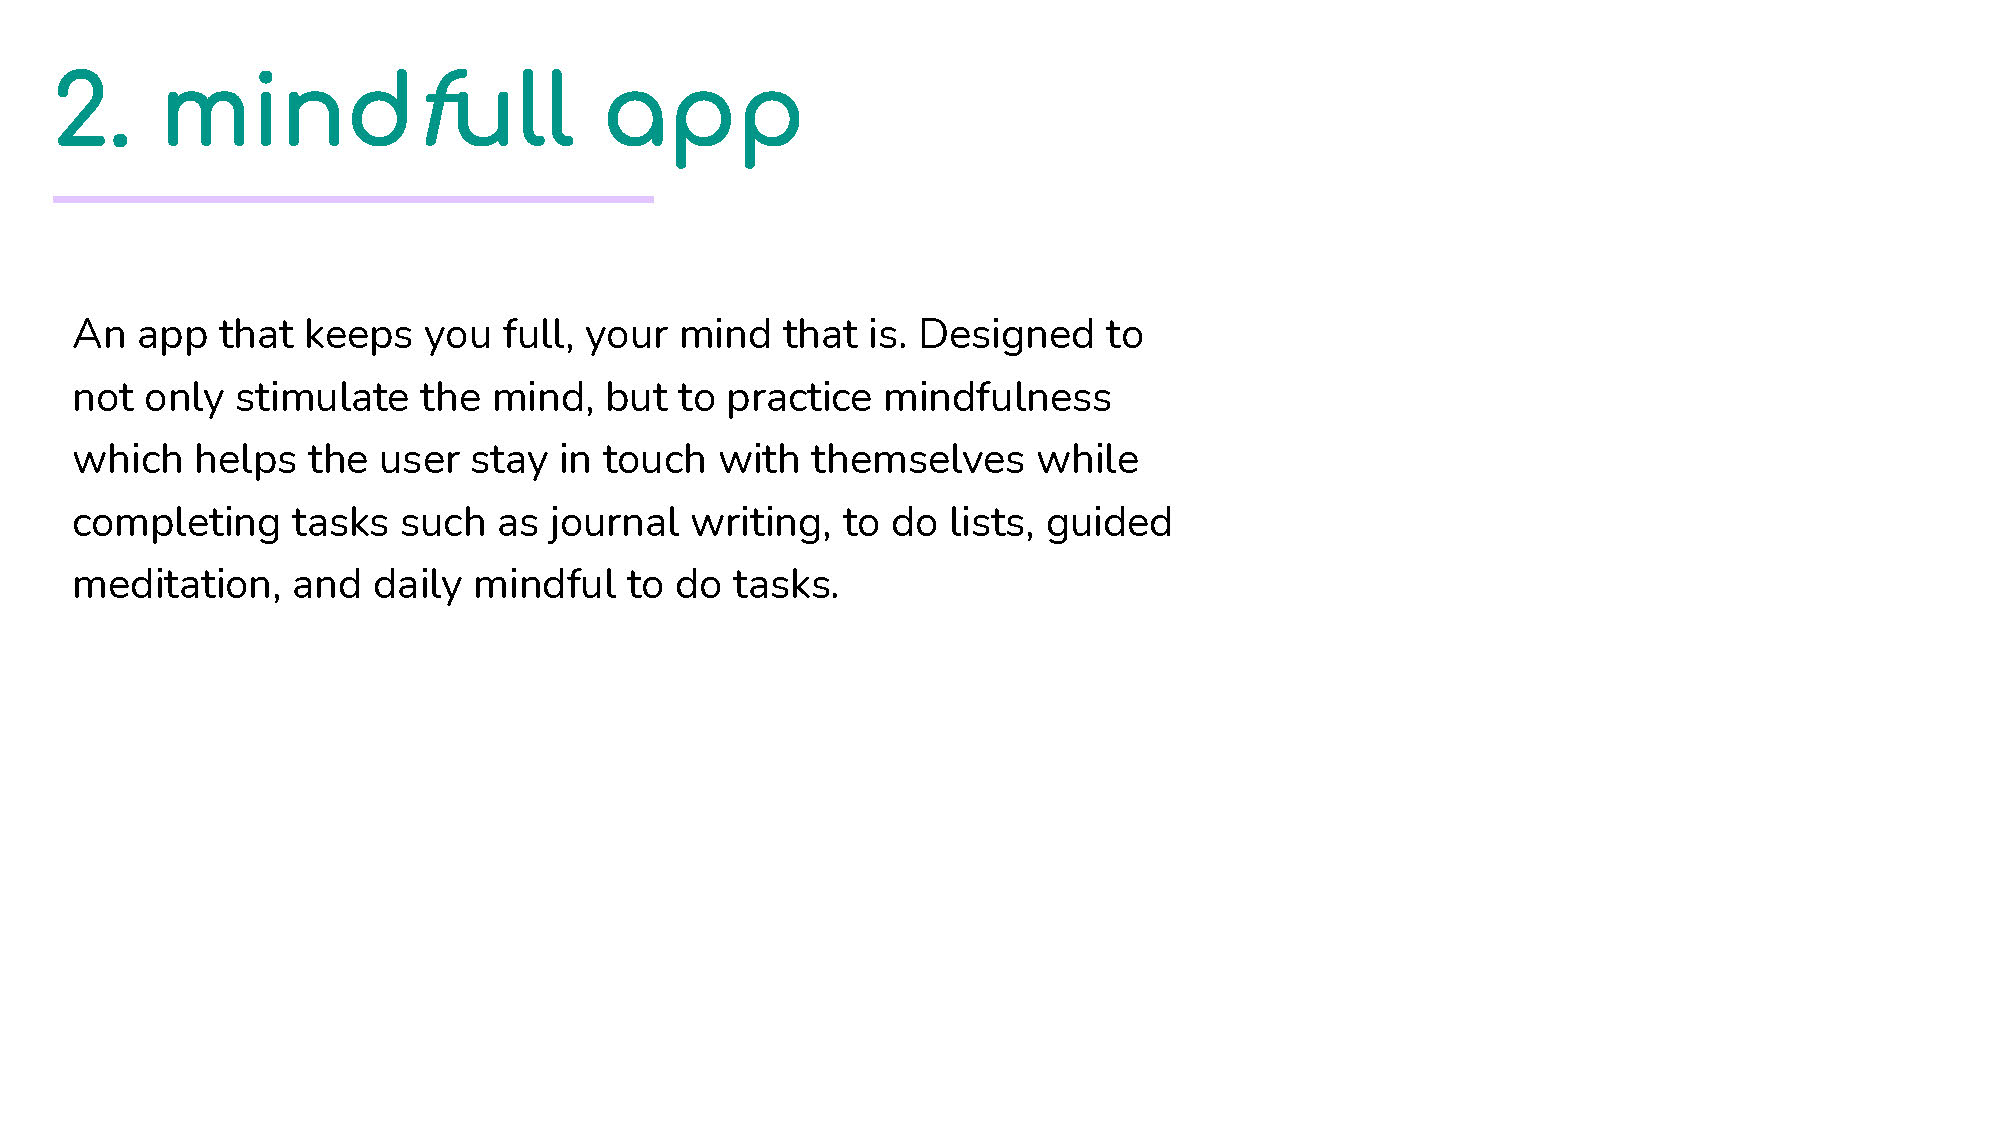 2. mindfull app
An app that keeps you full, your mind that is. Designed to
not only stimulate the mind, but to practice mindfulness
which helps the user stay in touch with themselves while
completing tasks such as journal writing, to do lists, guided
meditation, and daily mindful to do tasks.